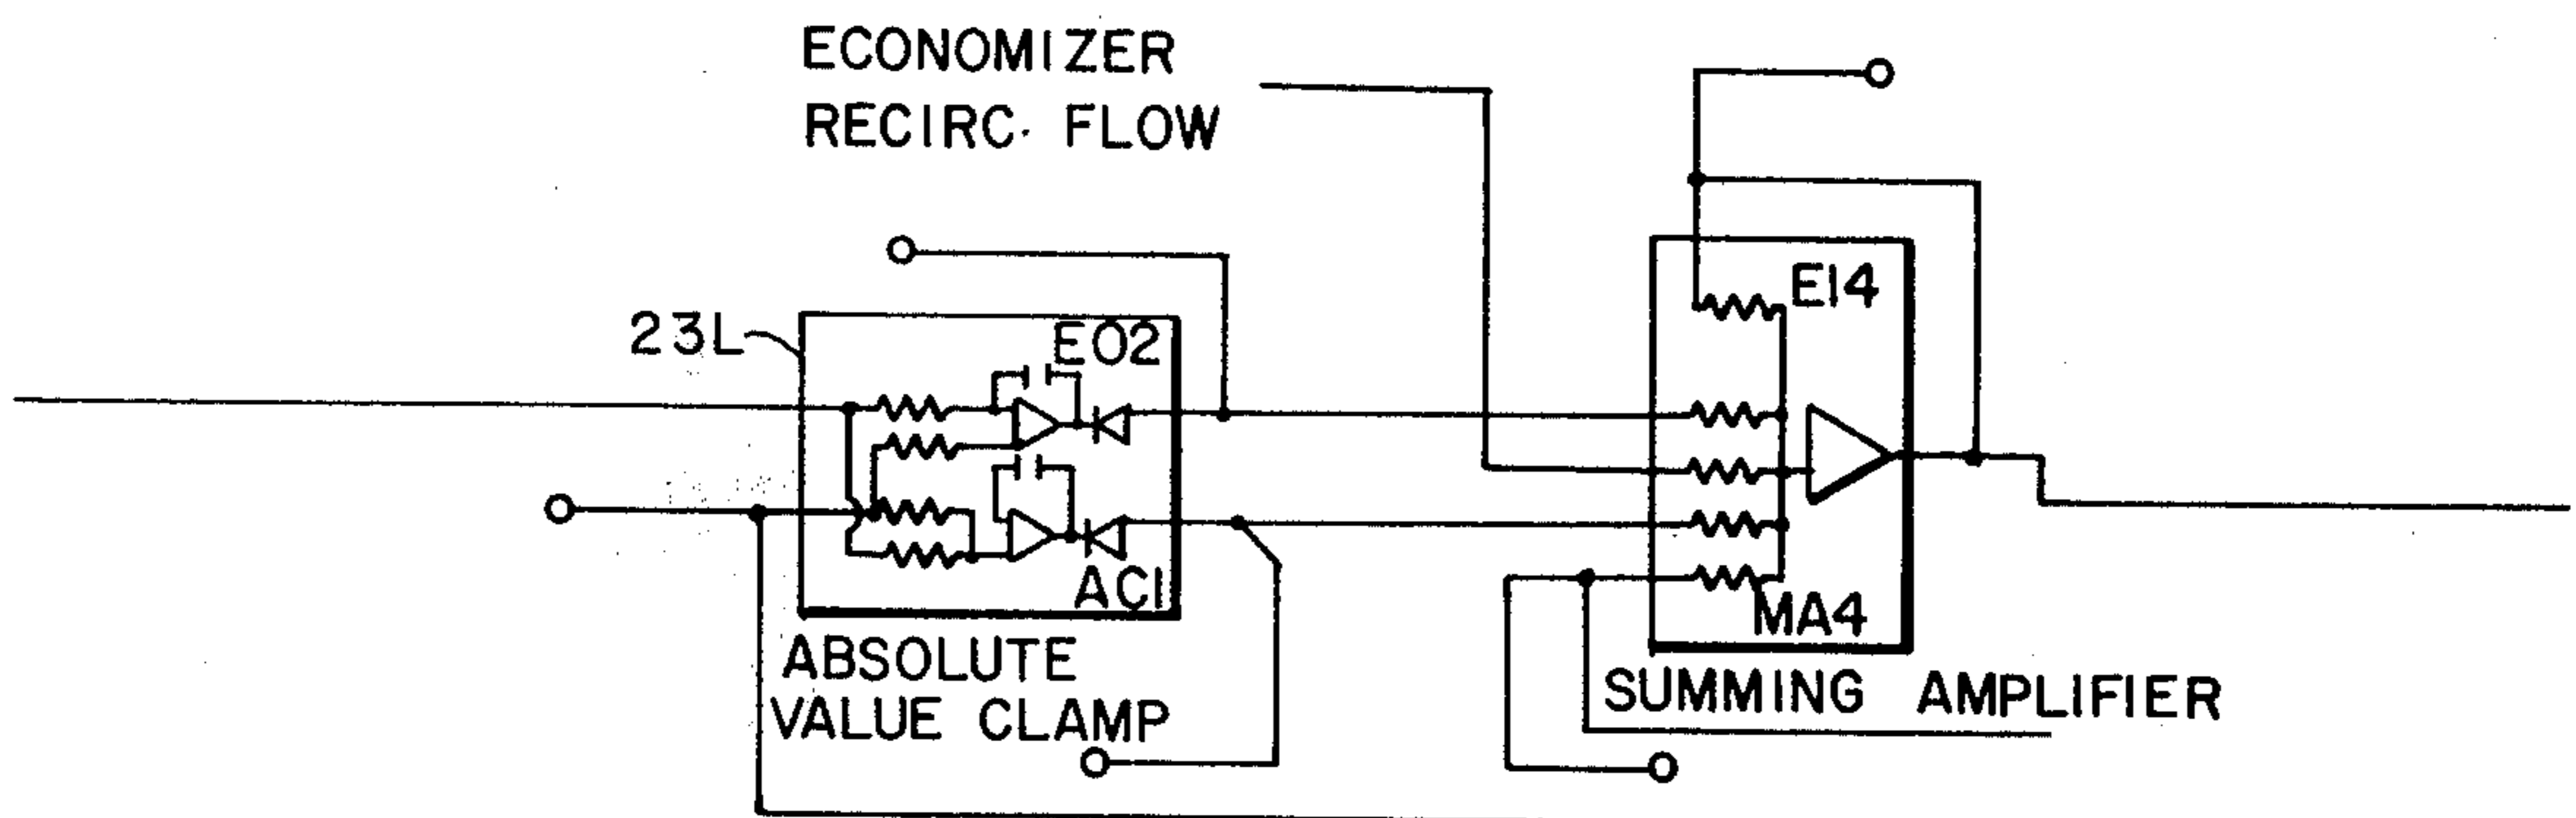 ECONOMIZER
RECIRC. FLOW
23L
E02
AC1
ABSOLUTE
VALUE CLAMP
E14
MA4
SUMMING AMPLIFIER